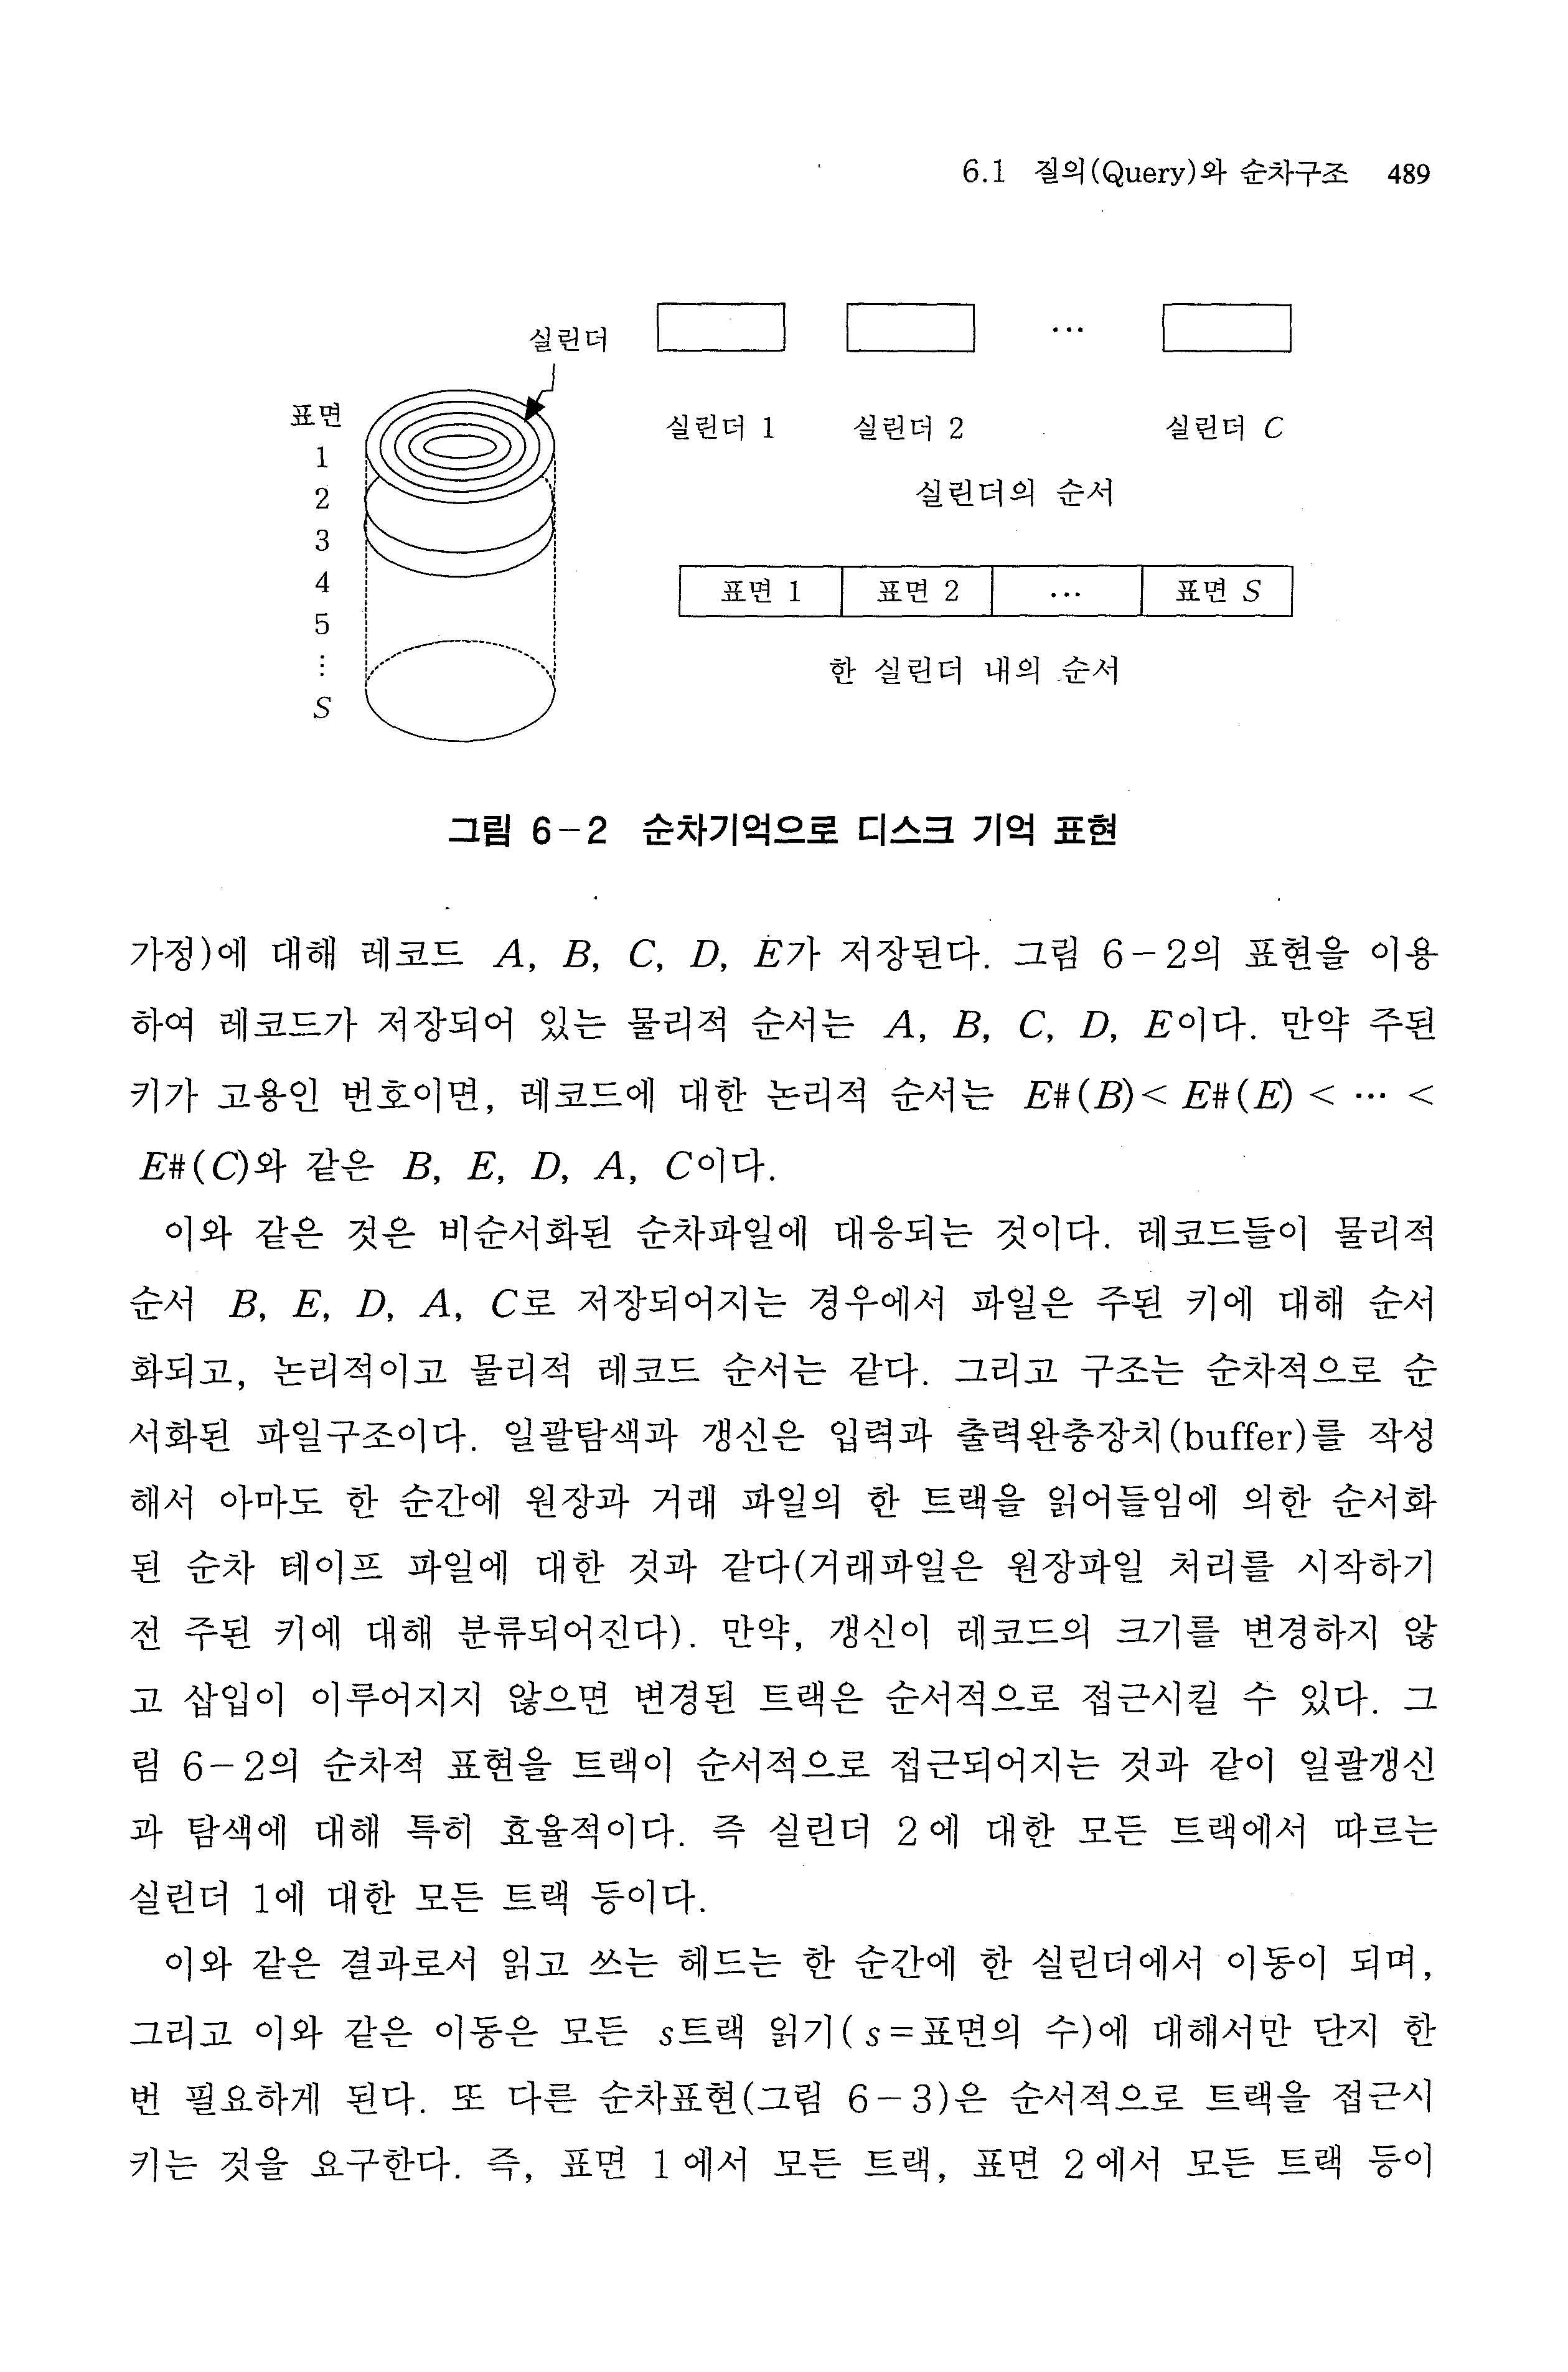 6.1 질의(Query)와 순차구조 489
실린더
표면
1
2
3
4
5
⋮
S
…
실린더 1 실린더 2 실린더 C
실린더의 순서
표면 1 표면 2 … 표면 S
한 실린더 내의 순서
그림 6-2 순차기억으로 디스크 기억 표현
가정)에 대해 레코드 A, B, C, D, E가 저장된다. 그림 6-2의 표현을 이용
하여 레코드가 저장되어 있는 물리적 순서는 A, B, C, D, E이다. 만약 주된
키가 고용인 번호이면, 레코드에 대한 논리적 순서는 E#(B)< E#(E) < … <
E#(C)와 같은 B, E, D, A, C이다.
이와 같은 것은 비순서화된 순차파일에 대응되는 것이다. 레코드들이 물리적
순서 B, E, D, A, C로 저장되어지는 경우에서 파일은 주된 키에 대해 순서
화되고, 논리적이고 물리적 레코드 순서는 같다. 그리고 구조는 순차적으로 순
서화된 파일구조이다. 일괄탐색과 갱신은 입력과 출력완충장치(buffer)를 작성
해서 아마도 한 순간에 원장과 거래 파일의 한 트랙을 읽어들임에 의한 순서화
된 순차 테이프 파일에 대한 것과 같다(거래파일은 원장파일 처리를 시작하기
전 주된 키에 대해 분류되어진다). 만약, 갱신이 레코드의 크기를 변경하지 않
고 삽입이 이루어지지 않으면 변경된 트랙은 순서적으로 접근시킬 수 있다. 그
림 6-2의 순차적 표현을 트랙이 순서적으로 접근되어지는 것과 같이 일괄갱신
과 탐색에 대해 특히 효율적이다. 즉 실린더 2에 대한 모든 트랙에서 따르는
실린더 1에 대한 모든 트랙 등이다.
이와 같은 결과로서 읽고 쓰는 헤드는 한 순간에 한 실린더에서 이동이 되며,
그리고 이와 같은 이동은 모든 s트랙 읽기(s=표면의 수)에 대해서만 단지 한
번 필요하게 된다. 또 다른 순차표현(그림 6-3)은 순서적으로 트랙을 접근시
키는 것을 요구한다. 즉, 표면 1에서 모든 트랙, 표면 2에서 모든 트랙 등이